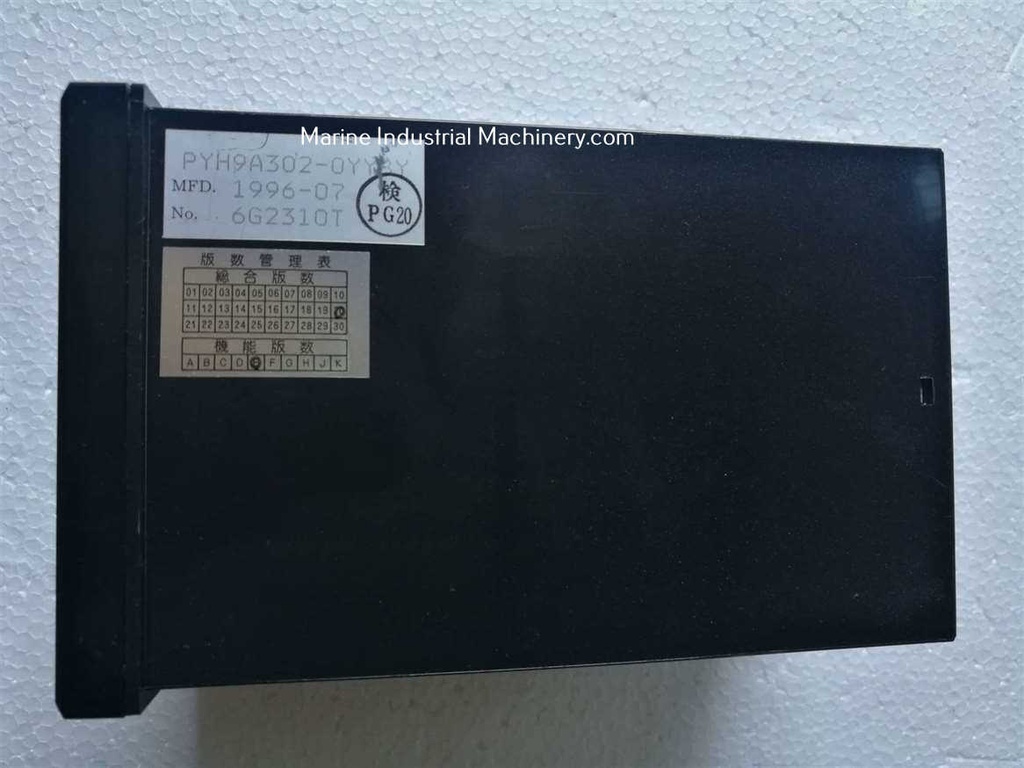 Marine Industrial Machinery.com
PYH9A302-0YY
MFD. 1996-07
No. 6G2310T
検
PG20
版数管理表
総合版数
01 02 03 04 05 06 07 08 09 10
11 12 13 14 15 16 17 18 19
21 22 23 24 25 26 27 28 29 30
機能版数
A B C D F G H J K